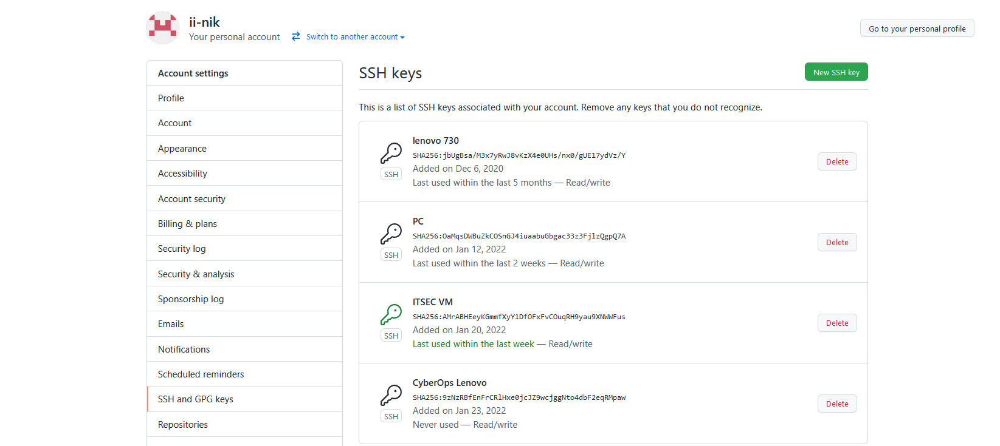 ii-nik
Your personal account Switch to another account
Go to your personal profile
Account settings
Profile
Account
Appearance
Accessibility
Account security
Billing & plans
Security log
Security & analysis
Sponsorship log
Emails
Notifications
Scheduled reminders
SSH and GPG keys
Repositories
SSH keys
New SSH key
This is a list of SSH keys associated with your account. Remove any keys that you do not recognize.
lenovo 730
SHA256:jbUgBsa/M3x7yRwJ8vKzX4e0UHs/nx0/gUE17ydVz/Y
Added on Dec 6, 2020
Last used within the last 5 months — Read/write
SSH
Delete
PC
SHA256:OaMqsDWBuZkCOSnGJ4iuaabuGbgac33z3FjlzQgpQ7A
Added on Jan 12, 2022
Last used within the last 2 weeks — Read/write
SSH
Delete
ITSEC VM
SHA256:AMrABHEeyKGmmfXyY1DfOFxFvCOuqRH9yau9XNWWFus
Added on Jan 20, 2022
Last used within the last week — Read/write
SSH
Delete
CyberOps Lenovo
SHA256:9zNzRBfEnFrCRlHxe0jcJZ9wcjggNto4dbF2eqRMpaw
Added on Jan 23, 2022
Never used — Read/write
SSH
Delete